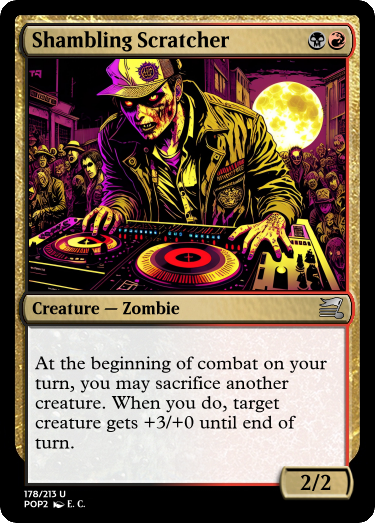 Shambling Scratcher
Creature — Zombie
At the beginning of combat on your
turn, you may sacrifice another
creature. When you do, target
creature gets +3/+0 until end of
turn.
2/2
178/213 U
POP2 E. C.